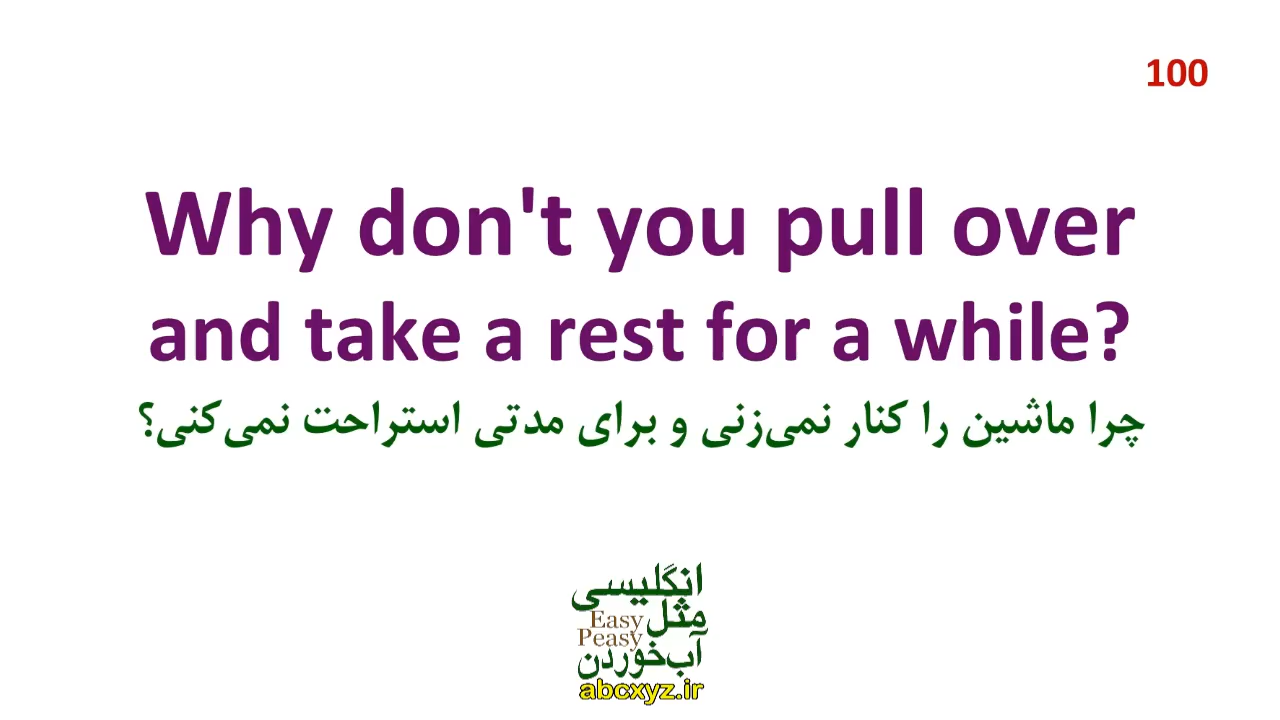 100
Why don't you pull over
and take a rest for a while?
چرا ماشین را کنار نمی‌زنی و برای مدتی استراحت نمی‌کنی؟
انگلیسی
مثل
Easy
Peasy
آب‌خوردن
abcxyz.ir